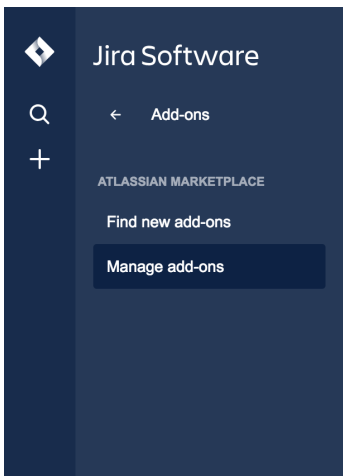 Jira Software
Add-ons
ATLASSIAN MARKETPLACE
Find new add-ons
Manage add-ons